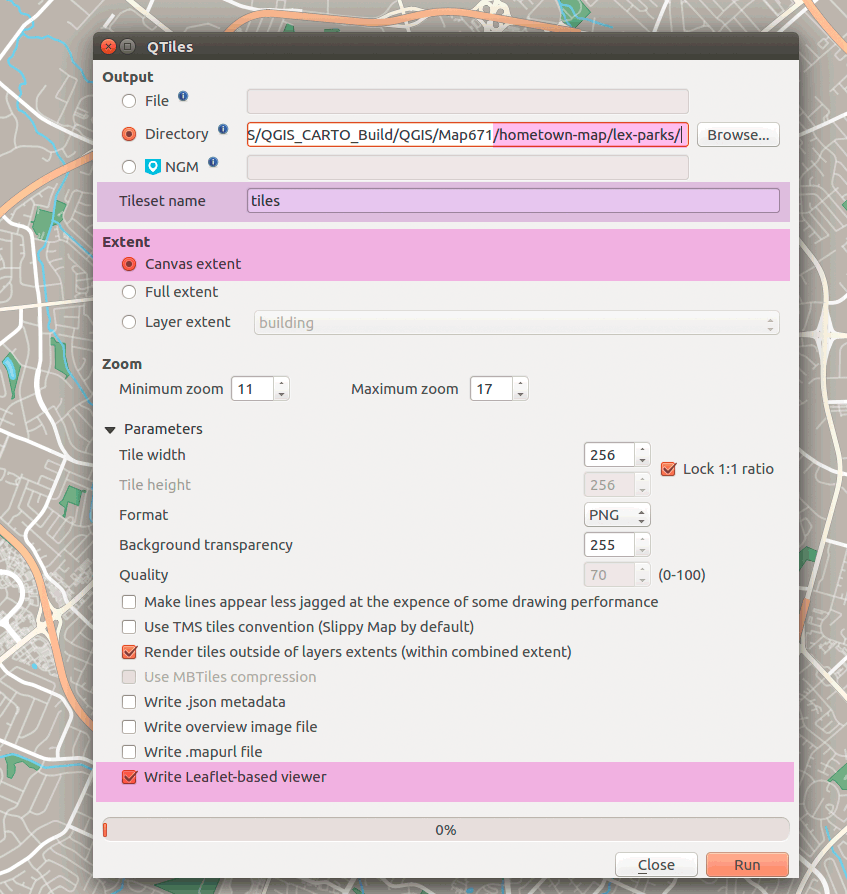 QTiles
Output
File
Directory S/QGIS_CARTO_Build/QGIS/Map671/hometown-map/lex-parks/ Browse...
NGM
Tileset name tiles
Extent
Canvas extent
Full extent
Layer extent building
Zoom
Minimum zoom 11 Maximum zoom 17
Parameters
Tile width 256
Lock 1:1 ratio
Tile height 256
Format PNG
Background transparency 255
Quality 70 (0-100)
Make lines appear less jagged at the expence of some drawing performance
Use TMS tiles convention (Slippy Map by default)
Render tiles outside of layers extents (within combined extent)
Use MBTiles compression
Write .json metadata
Write overview image file
Write .mapurl file
Write Leaflet-based viewer
0%
Close Run